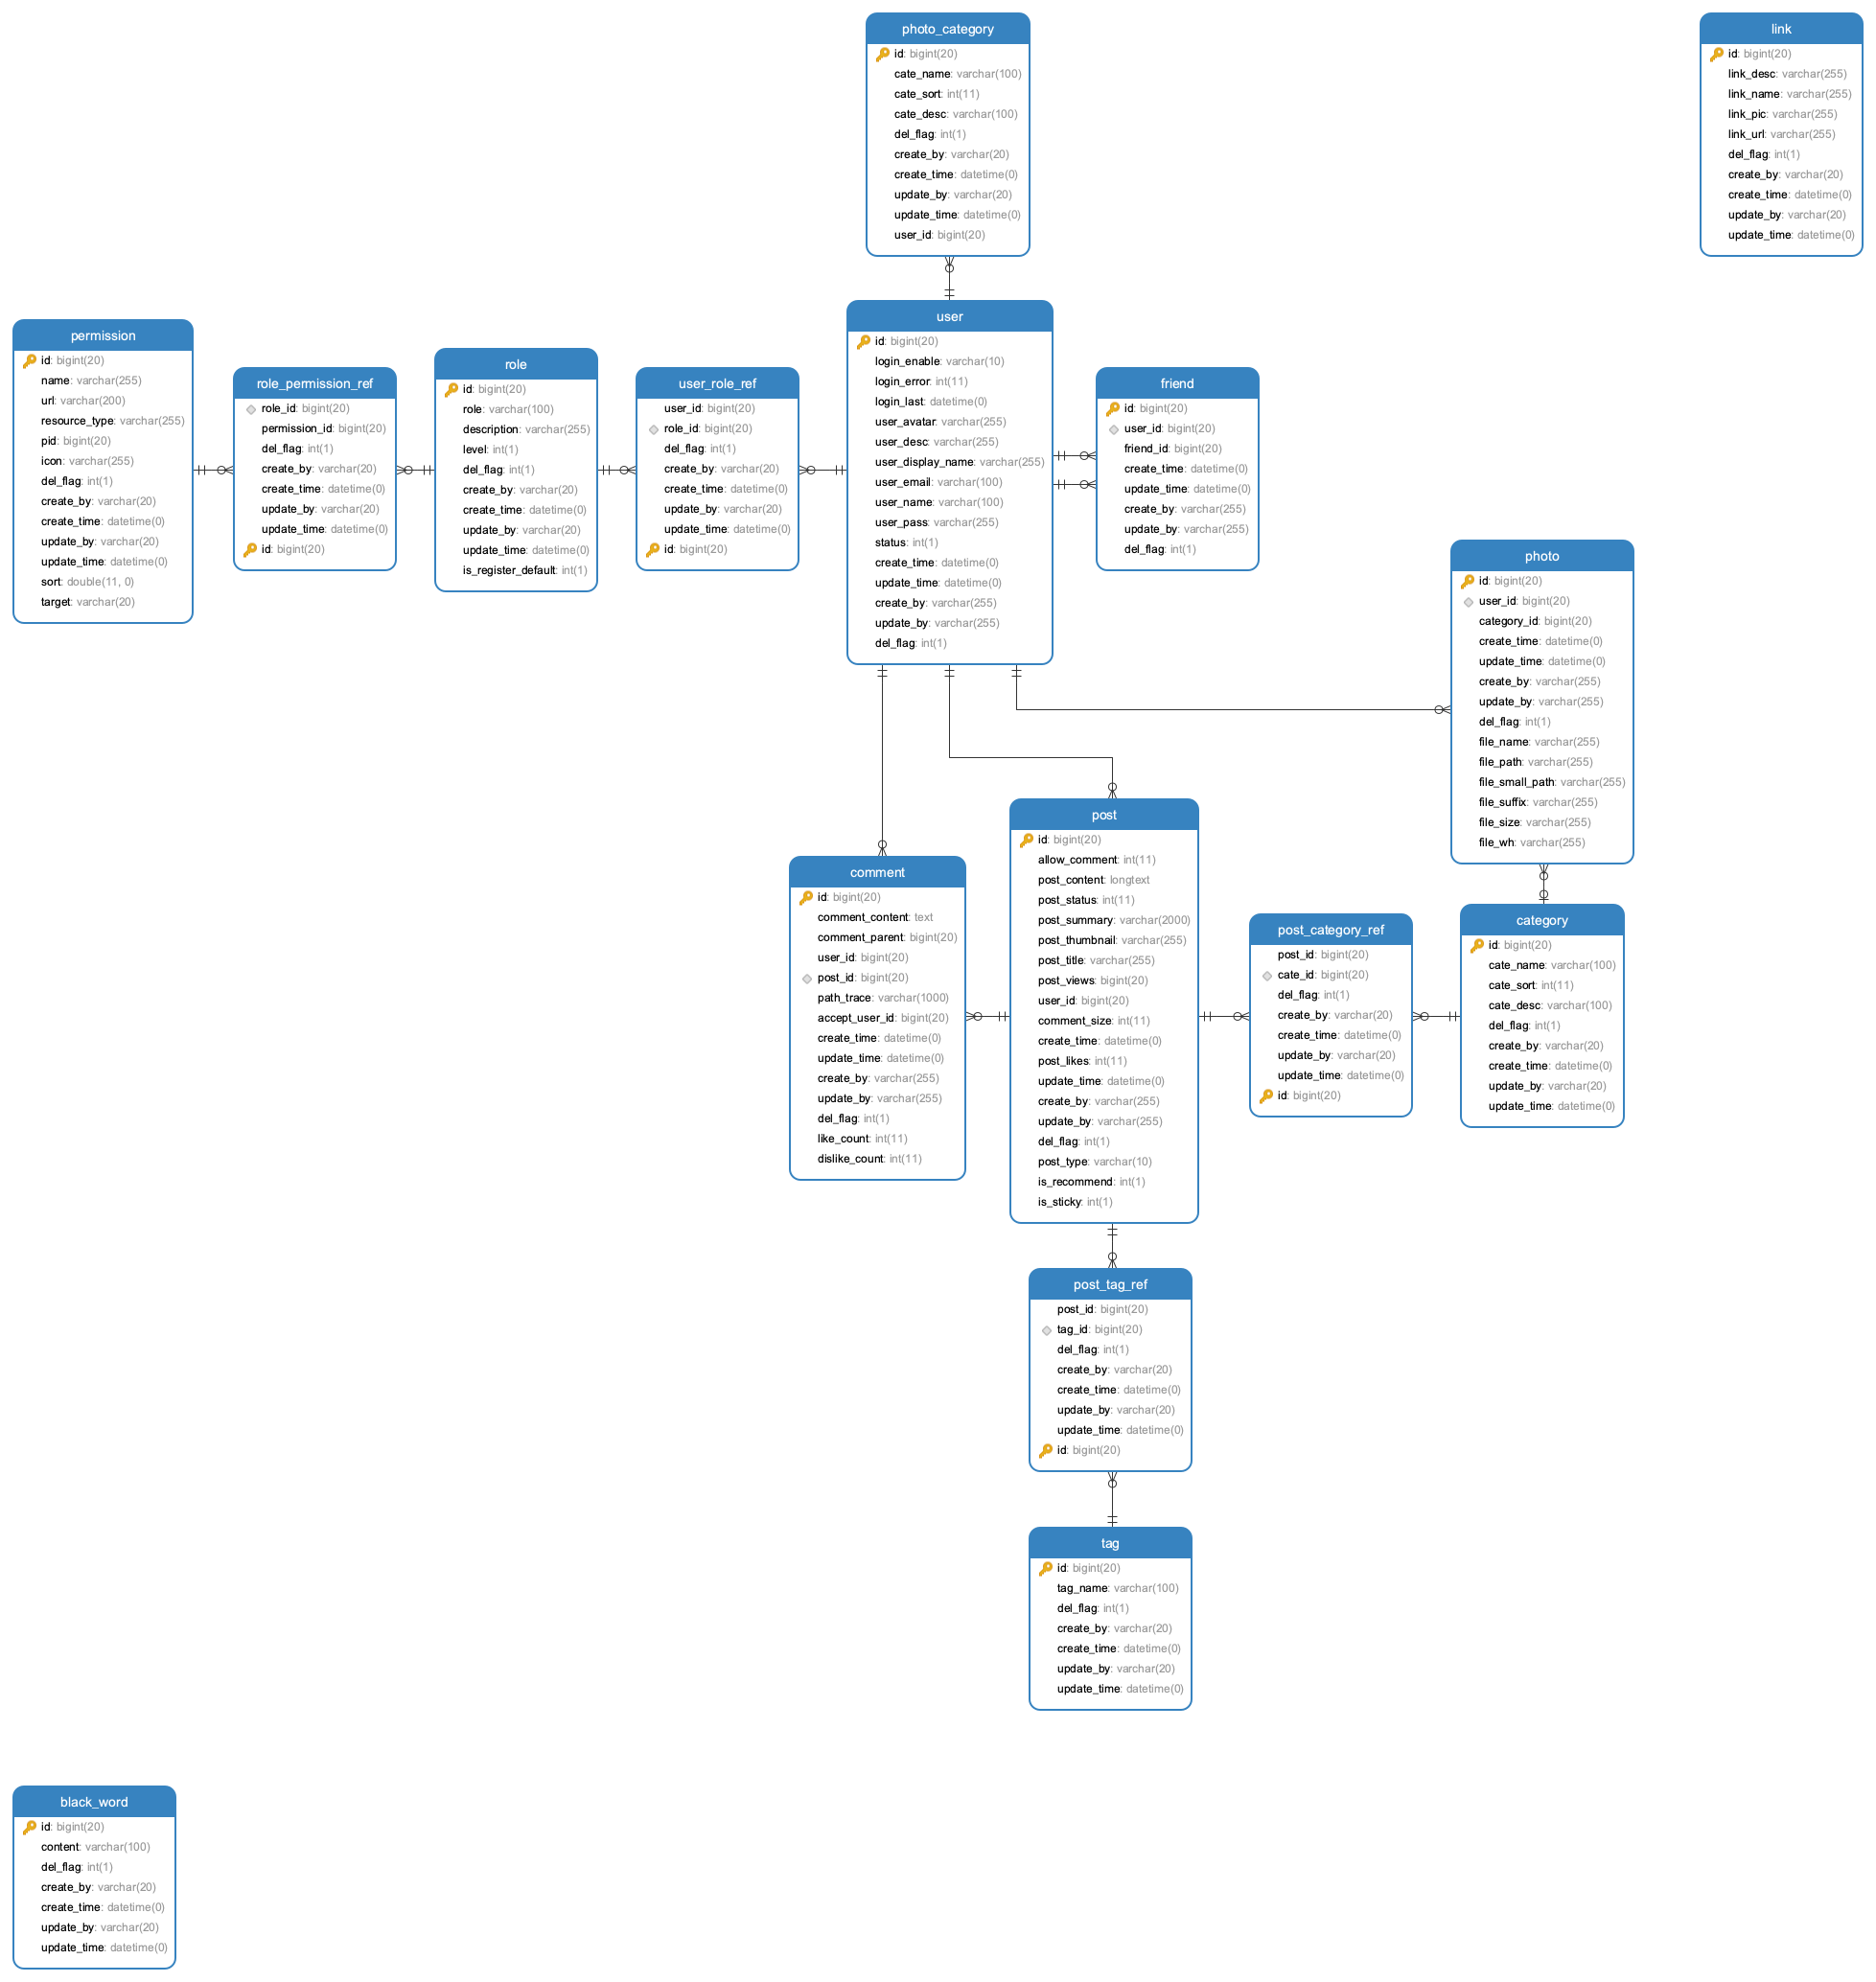 photo_category
id: bigint(20)
cate_name: varchar(100)
cate_sort: int(11)
cate_desc: varchar(100)
del_flag: int(1)
create_by: varchar(20)
create_time: datetime(0)
update_by: varchar(20)
update_time: datetime(0)
user_id: bigint(20)
link
id: bigint(20)
link_desc: varchar(255)
link_name: varchar(255)
link_pic: varchar(255)
link_url: varchar(255)
del_flag: int(1)
create_by: varchar(20)
create_time: datetime(0)
update_by: varchar(20)
update_time: datetime(0)
permission
id: bigint(20)
name: varchar(255)
url: varchar(200)
resource_type: varchar(255)
pid: bigint(20)
icon: varchar(255)
del_flag: int(1)
create_by: varchar(20)
create_time: datetime(0)
update_by: varchar(20)
update_time: datetime(0)
sort: double(11, 0)
target: varchar(20)
role_permission_ref
role_id: bigint(20)
permission_id: bigint(20)
del_flag: int(1)
create_by: varchar(20)
create_time: datetime(0)
update_by: varchar(20)
update_time: datetime(0)
id: bigint(20)
role
id: bigint(20)
role: varchar(100)
description: varchar(255)
level: int(1)
del_flag: int(1)
create_by: varchar(20)
create_time: datetime(0)
update_by: varchar(20)
update_time: datetime(0)
is_register_default: int(1)
user_role_ref
user_id: bigint(20)
role_id: bigint(20)
del_flag: int(1)
create_by: varchar(20)
create_time: datetime(0)
update_by: varchar(20)
update_time: datetime(0)
id: bigint(20)
user
id: bigint(20)
login_enable: varchar(10)
login_error: int(11)
login_last: datetime(0)
user_avatar: varchar(255)
user_desc: varchar(255)
user_display_name: varchar(255)
user_email: varchar(100)
user_name: varchar(100)
user_pass: varchar(255)
status: int(1)
create_time: datetime(0)
update_time: datetime(0)
create_by: varchar(255)
update_by: varchar(255)
del_flag: int(1)
friend
id: bigint(20)
user_id: bigint(20)
friend_id: bigint(20)
create_time: datetime(0)
update_time: datetime(0)
create_by: varchar(255)
update_by: varchar(255)
del_flag: int(1)
photo
id: bigint(20)
user_id: bigint(20)
category_id: bigint(20)
create_time: datetime(0)
update_time: datetime(0)
create_by: varchar(255)
update_by: varchar(255)
del_flag: int(1)
file_name: varchar(255)
file_path: varchar(255)
file_small_path: varchar(255)
file_suffix: varchar(255)
file_size: varchar(255)
file_wh: varchar(255)
comment
id: bigint(20)
comment_content: text
comment_parent: bigint(20)
user_id: bigint(20)
post_id: bigint(20)
path_trace: varchar(1000)
accept_user_id: bigint(20)
create_time: datetime(0)
update_time: datetime(0)
create_by: varchar(255)
update_by: varchar(255)
del_flag: int(1)
like_count: int(11)
dislike_count: int(11)
post
id: bigint(20)
allow_comment: int(11)
post_content: longtext
post_status: int(11)
post_summary: varchar(2000)
post_thumbnail: varchar(255)
post_title: varchar(255)
post_views: bigint(20)
user_id: bigint(20)
comment_size: int(11)
create_time: datetime(0)
post_likes: int(11)
update_time: datetime(0)
create_by: varchar(255)
update_by: varchar(255)
del_flag: int(1)
post_type: varchar(10)
is_recommend: int(1)
is_sticky: int(1)
post_category_ref
post_id: bigint(20)
cate_id: bigint(20)
del_flag: int(1)
create_by: varchar(20)
create_time: datetime(0)
update_by: varchar(20)
update_time: datetime(0)
id: bigint(20)
category
id: bigint(20)
cate_name: varchar(100)
cate_sort: int(11)
cate_desc: varchar(100)
del_flag: int(1)
create_by: varchar(20)
create_time: datetime(0)
update_by: varchar(20)
update_time: datetime(0)
post_tag_ref
post_id: bigint(20)
tag_id: bigint(20)
del_flag: int(1)
create_by: varchar(20)
create_time: datetime(0)
update_by: varchar(20)
update_time: datetime(0)
id: bigint(20)
tag
id: bigint(20)
tag_name: varchar(100)
del_flag: int(1)
create_by: varchar(20)
create_time: datetime(0)
update_by: varchar(20)
update_time: datetime(0)
black_word
id: bigint(20)
content: varchar(100)
del_flag: int(1)
create_by: varchar(20)
create_time: datetime(0)
update_by: varchar(20)
update_time: datetime(0)